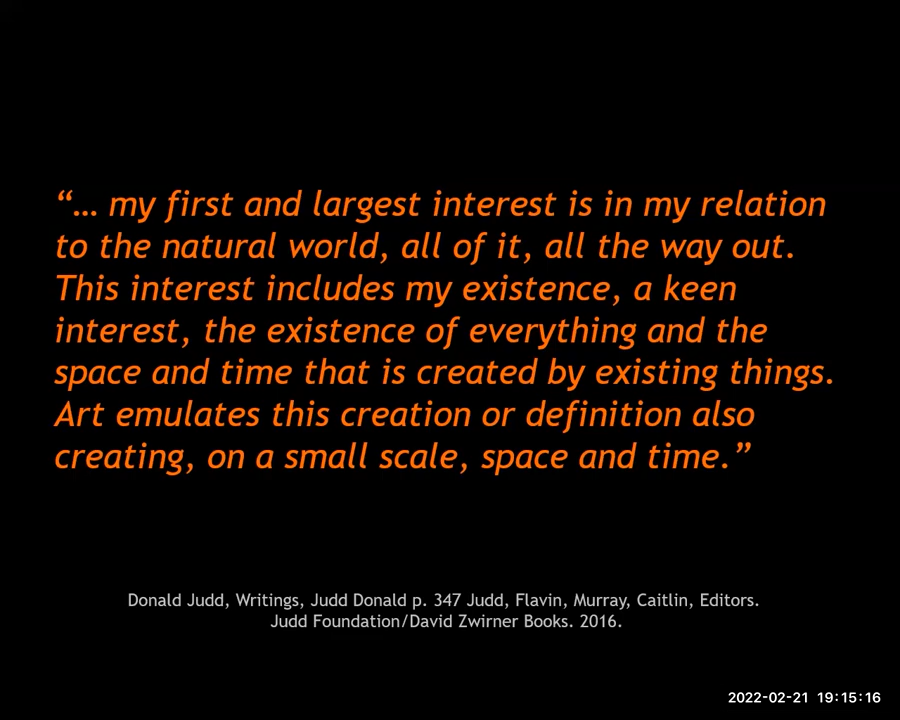 “… my first and largest interest is in my relation
to the natural world, all of it, all the way out.
This interest includes my existence, a keen
interest, the existence of everything and the
space and time that is created by existing things.
Art emulates this creation or definition also
creating, on a small scale, space and time.”
Donald Judd, Writings, Judd Donald p. 347 Judd, Flavin, Murray, Caitlin, Editors.
Judd Foundation/David Zwirner Books. 2016.
2022-02-21 19:15:16